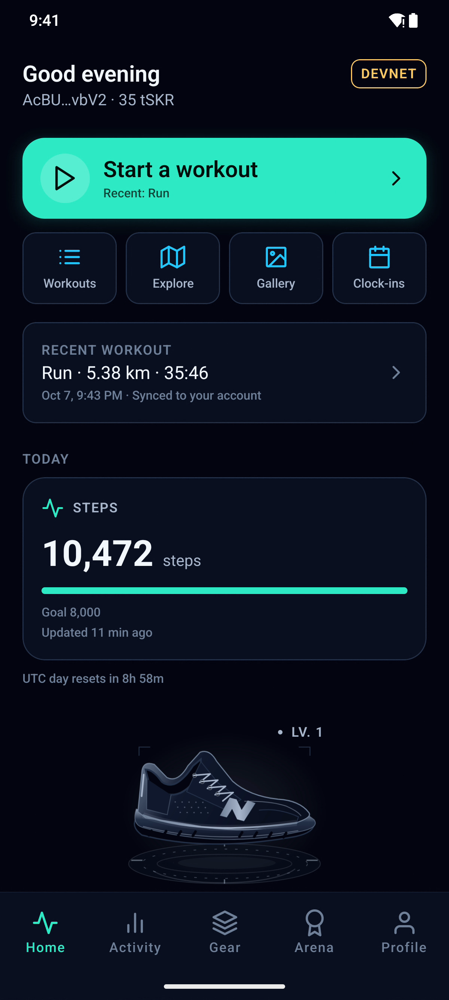 9:41
Good evening
DEVNET
AcBU...vbV2 · 35 tSKR
Start a workout
Recent: Run
Workouts
Explore
Gallery
Clock-ins
RECENT WORKOUT
Run · 5.38 km · 35:46
Oct 7, 9:43 PM · Synced to your account
TODAY
STEPS
10,472 steps
Goal 8,000
Updated 11 min ago
UTC day resets in 8h 58m
• LV. 1
N
Home
Activity
Gear
Arena
Profile